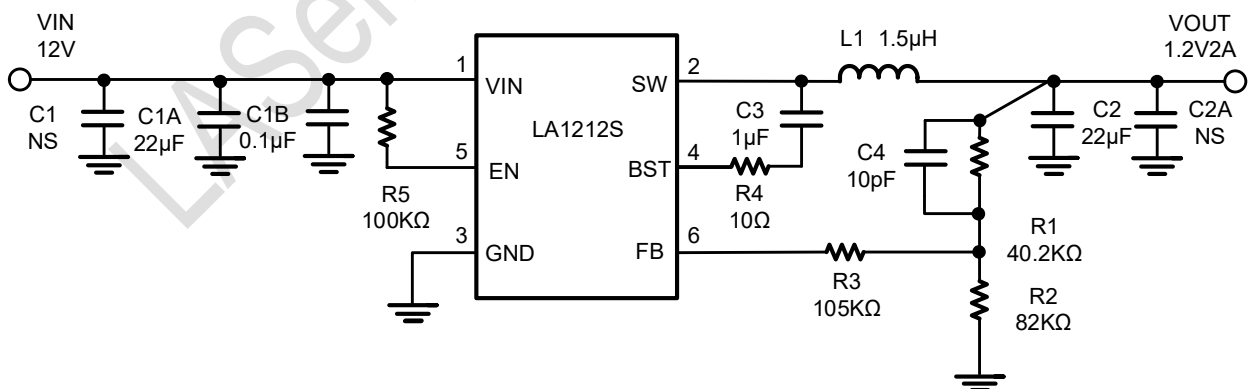 VIN
12V
C1
NS
C1A
22μF
C1B
0.1μF
R5
100KΩ
1
VIN
5
EN
3
GND
LA1212S
2
SW
4
BST
6
FB
L1 1.5μH
C3
1μF
R4
10Ω
C4
10pF
R3
105KΩ
R1
40.2KΩ
R2
82KΩ
C2
22μF
C2A
NS
VOUT
1.2V2A
LASe